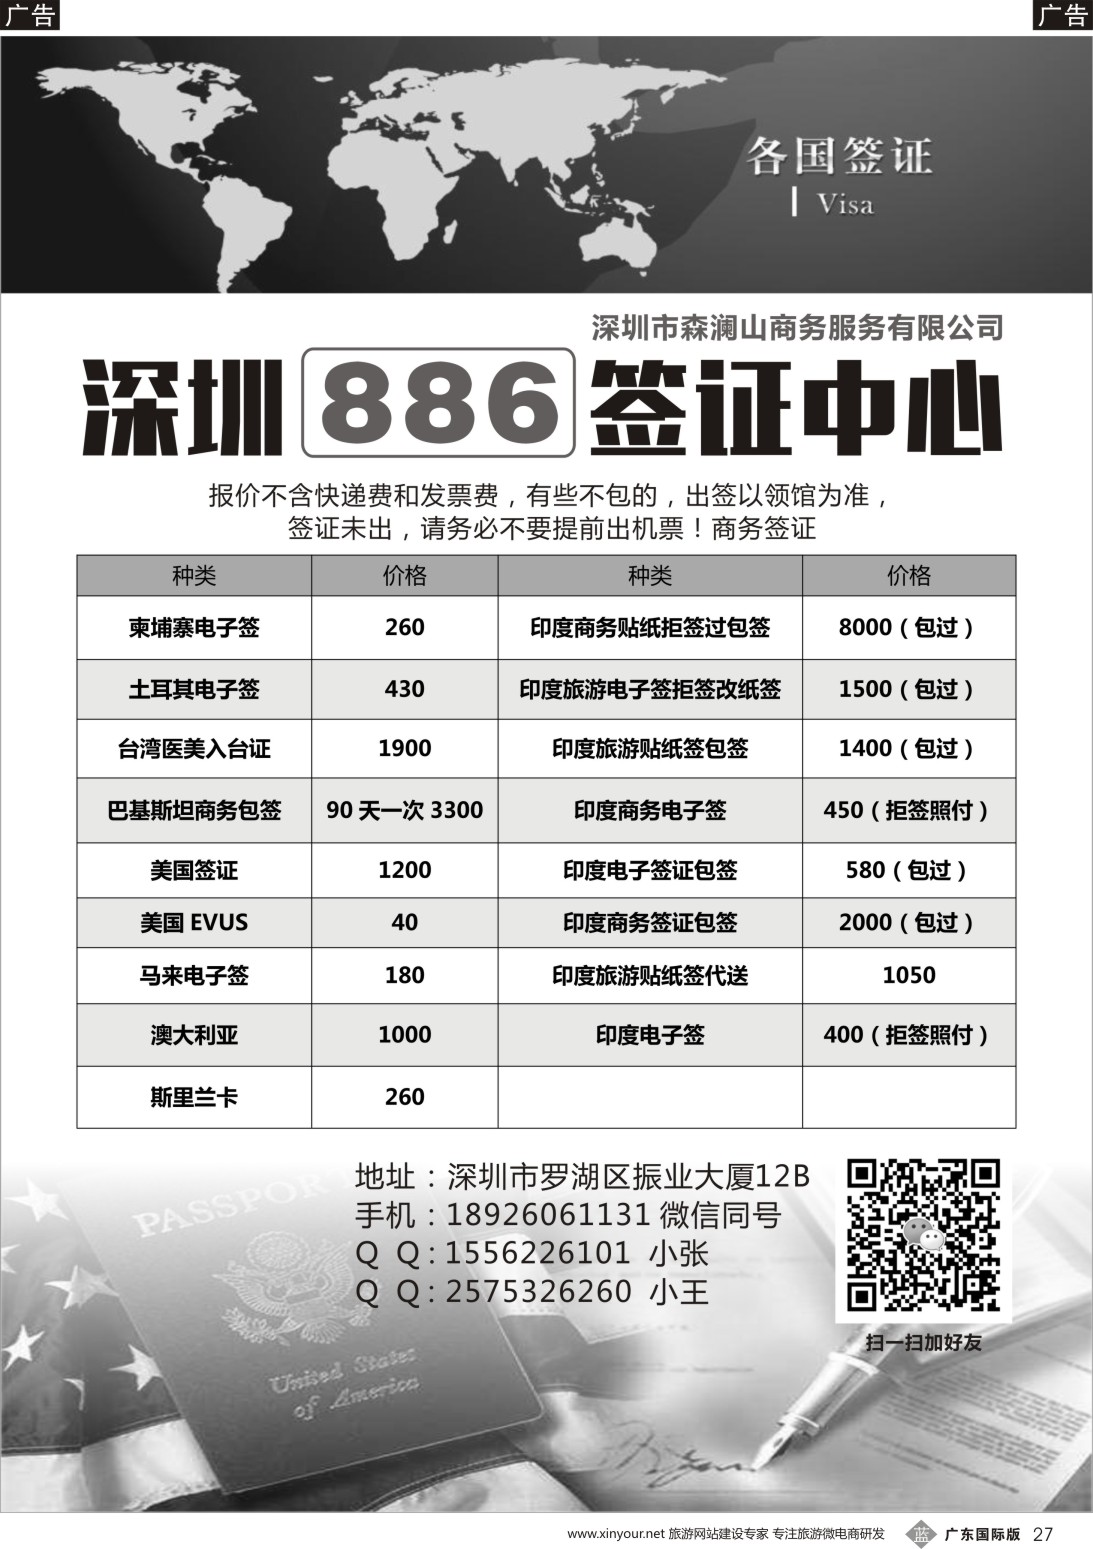 广告
广告
各国签证
Visa
深圳市森澜山商务服务有限公司
深圳 886 签证中心
报价不含快递费和发票费，有些不包的，出签以领馆为准，
签证未出，请务必不要提前出机票！商务签证
种类 价格 种类 价格
柬埔寨电子签 260 印度商务贴纸拒签过包签 8000（包过）
土耳其电子签 430 印度旅游电子签拒签改纸签 1500（包过）
台湾医美入台证 1900 印度旅游贴纸签包签 1400（包过）
巴基斯坦商务包签 90 天一次 3300 印度商务电子签 450（拒签照付）
美国签证 1200 印度电子签证包签 580（包过）
美国 EVUS 40 印度商务签证包签 2000（包过）
马来电子签 180 印度旅游贴纸签代送 1050
澳大利亚 1000 印度电子签 400（拒签照付）
斯里兰卡 260
地址：深圳市罗湖区振业大厦12B
手机：18926061131 微信同号
Q Q：1556226101 小张
Q Q：2575326260 小王
扫一扫加好友
PASSPORT
United States
of America
www.xinyour.net 旅游网站建设专家 专注旅游微电商研发 蓝 广东国际版 27